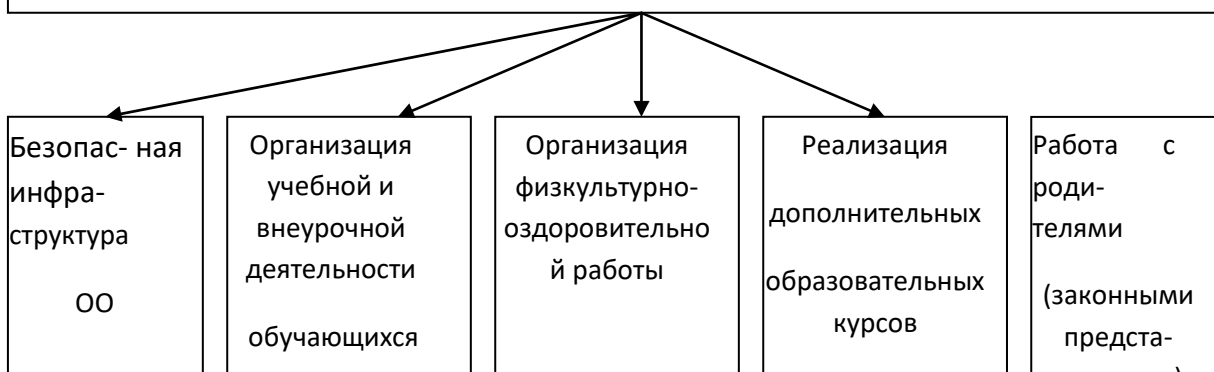 Безопас- ная
инфра-
структура
ОО
Организация
учебной и
внеурочной
деятельности
обучающихся
Организация
физкультурно-
оздоровительно
й работы
Реализация
дополнительных
образовательных
курсов
Работа с
роди-
телями
(законными
предста-